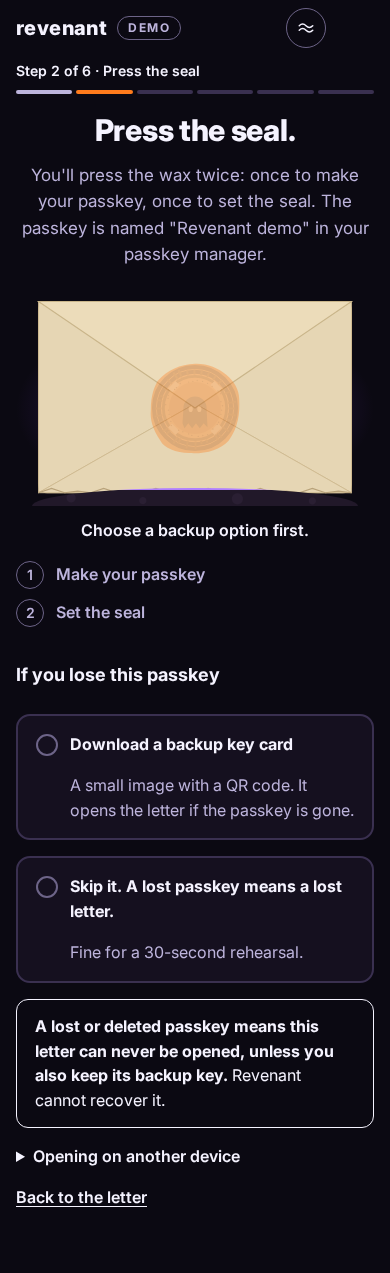 revenant DEMO
Step 2 of 6 · Press the seal
Press the seal.
You'll press the wax twice: once to make
your passkey, once to set the seal. The
passkey is named "Revenant demo" in your
passkey manager.
Choose a backup option first.
1 Make your passkey
2 Set the seal
If you lose this passkey
Download a backup key card
A small image with a QR code. It
opens the letter if the passkey is gone.
Skip it. A lost passkey means a lost
letter.
Fine for a 30-second rehearsal.
A lost or deleted passkey means this
letter can never be opened, unless you
also keep its backup key. Revenant
cannot recover it.
Opening on another device
Back to the letter